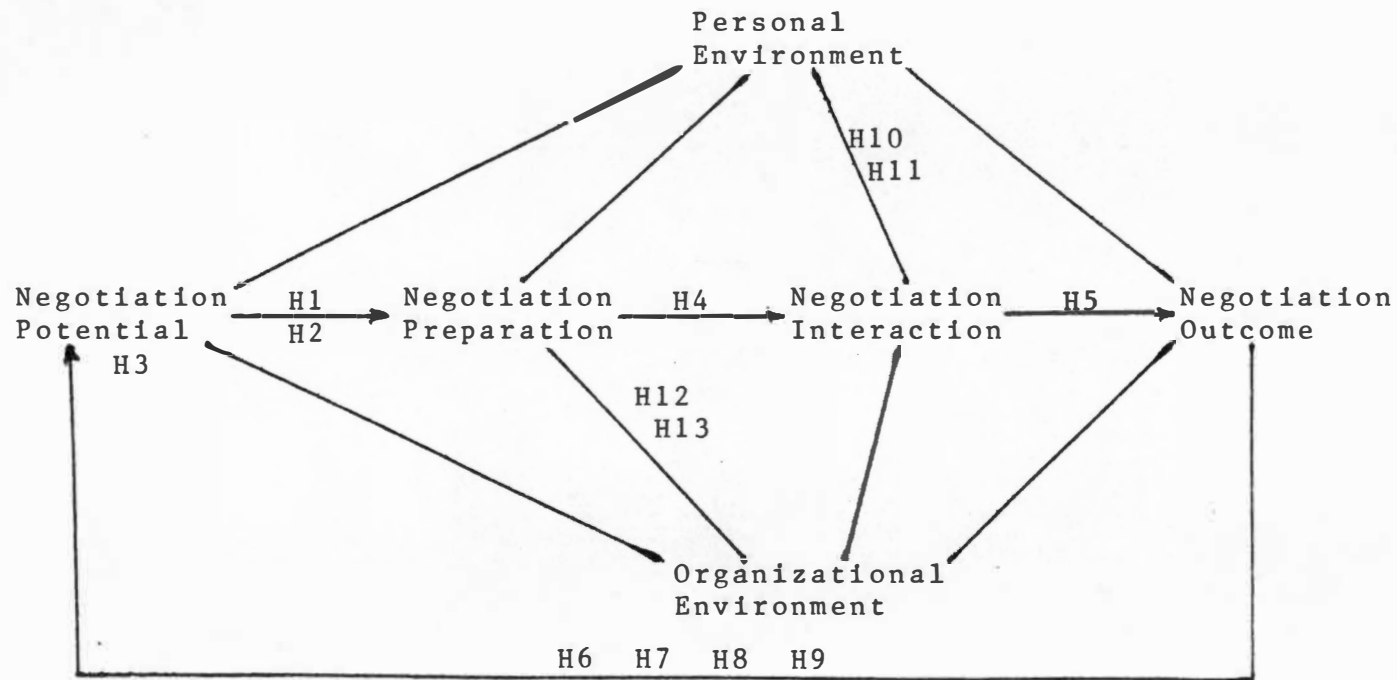 Personal
Environment
H10
H11
Negotiation
Potential
H3
H1
H2
Negotiation
Preparation
H4
Negotiation
Interaction
H5
Negotiation
Outcome
H12
H13
Organizational
Environment
H6 H7 H8 H9